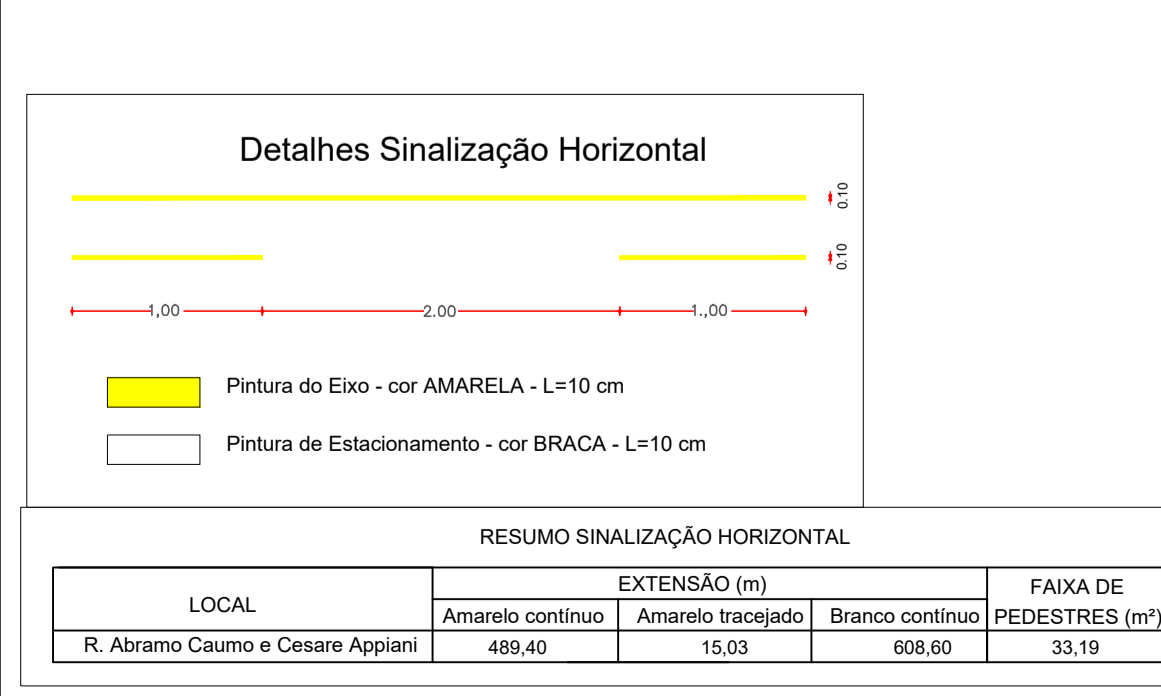 Detalhes Sinalização Horizontal
0.10
0.10
1,00 2.00 1.,00
Pintura do Eixo - cor AMARELA - L=10 cm
Pintura de Estacionamento - cor BRACA - L=10 cm
RESUMO SINALIZAÇÃO HORIZONTAL
LOCAL EXTENSÃO (m) FAIXA DE PEDESTRES (m²)
Amarelo contínuo Amarelo tracejado Branco contínuo
R. Abramo Caumo e Cesare Appiani 489,40 15,03 608,60 33,19